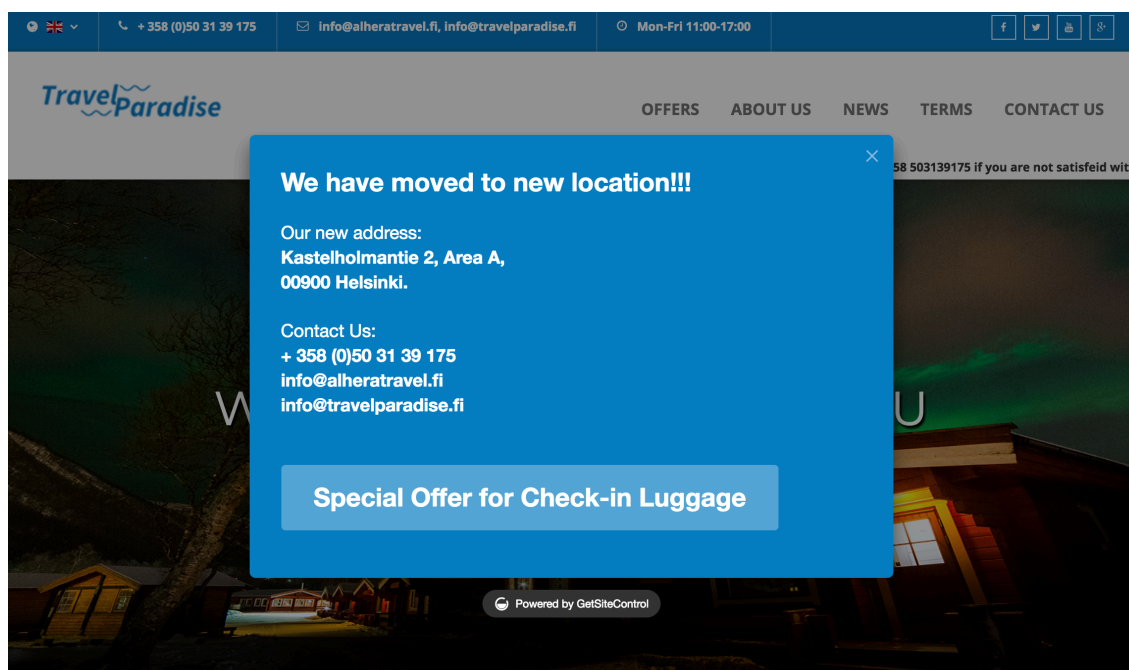 + 358 (0)50 31 39 175
info@alheratravel.fi, info@travelparadise.fi
Mon-Fri 11:00-17:00
TravelParadise
OFFERS
ABOUT US
NEWS
TERMS
CONTACT US
58 503139175 if you are not satisfeid wit
We have moved to new location!!!
Our new address:
Kastelholmantie 2, Area A,
00900 Helsinki.
Contact Us:
+ 358 (0)50 31 39 175
info@alheratravel.fi
info@travelparadise.fi
W
U
Special Offer for Check-in Luggage
Powered by GetSiteControl